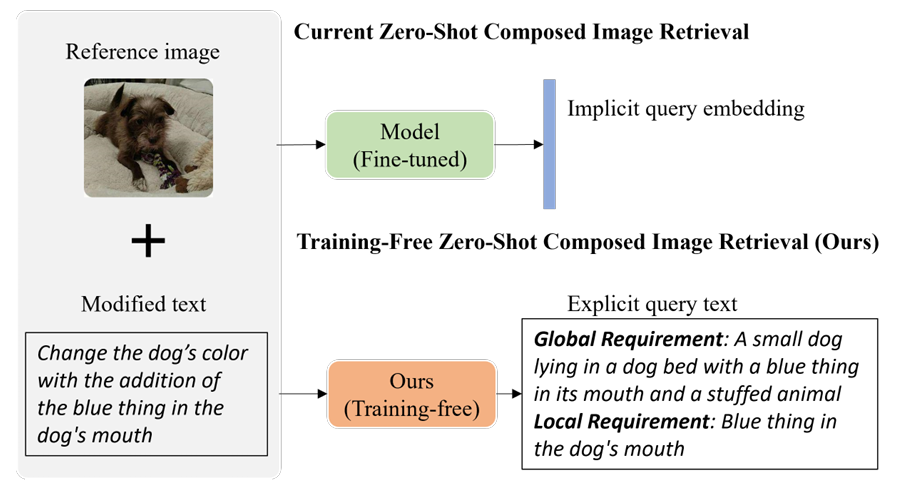 Current Zero-Shot Composed Image Retrieval
Reference image
Model
(Fine-tuned)
Implicit query embedding
+
Training-Free Zero-Shot Composed Image Retrieval (Ours)
Modified text
Change the dog’s color
with the addition of
the blue thing in the
dog's mouth
Ours
(Training-free)
Explicit query text
Global Requirement: A small dog
lying in a dog bed with a blue thing
in its mouth and a stuffed animal
Local Requirement: Blue thing in
the dog's mouth